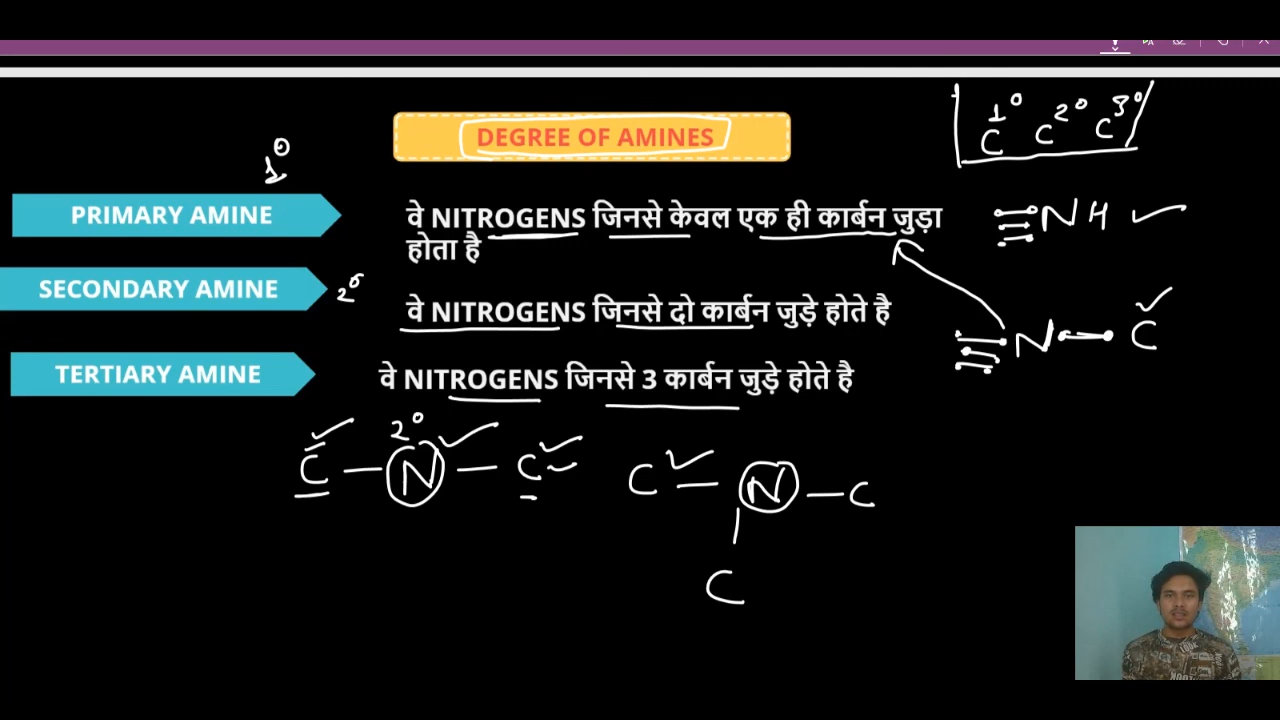 DEGREE OF AMINES
1° 2° 3°
C C C
1°
PRIMARY AMINE
वे NITROGENS जिनसे केवल एक ही कार्बन जुड़ा
होता है
NH
SECONDARY AMINE 2°
वे NITROGENS जिनसे दो कार्बन जुड़े होते है
N C
TERTIARY AMINE
वे NITROGENS जिनसे 3 कार्बन जुड़े होते है
2°
C — N — C
C — N — C
C